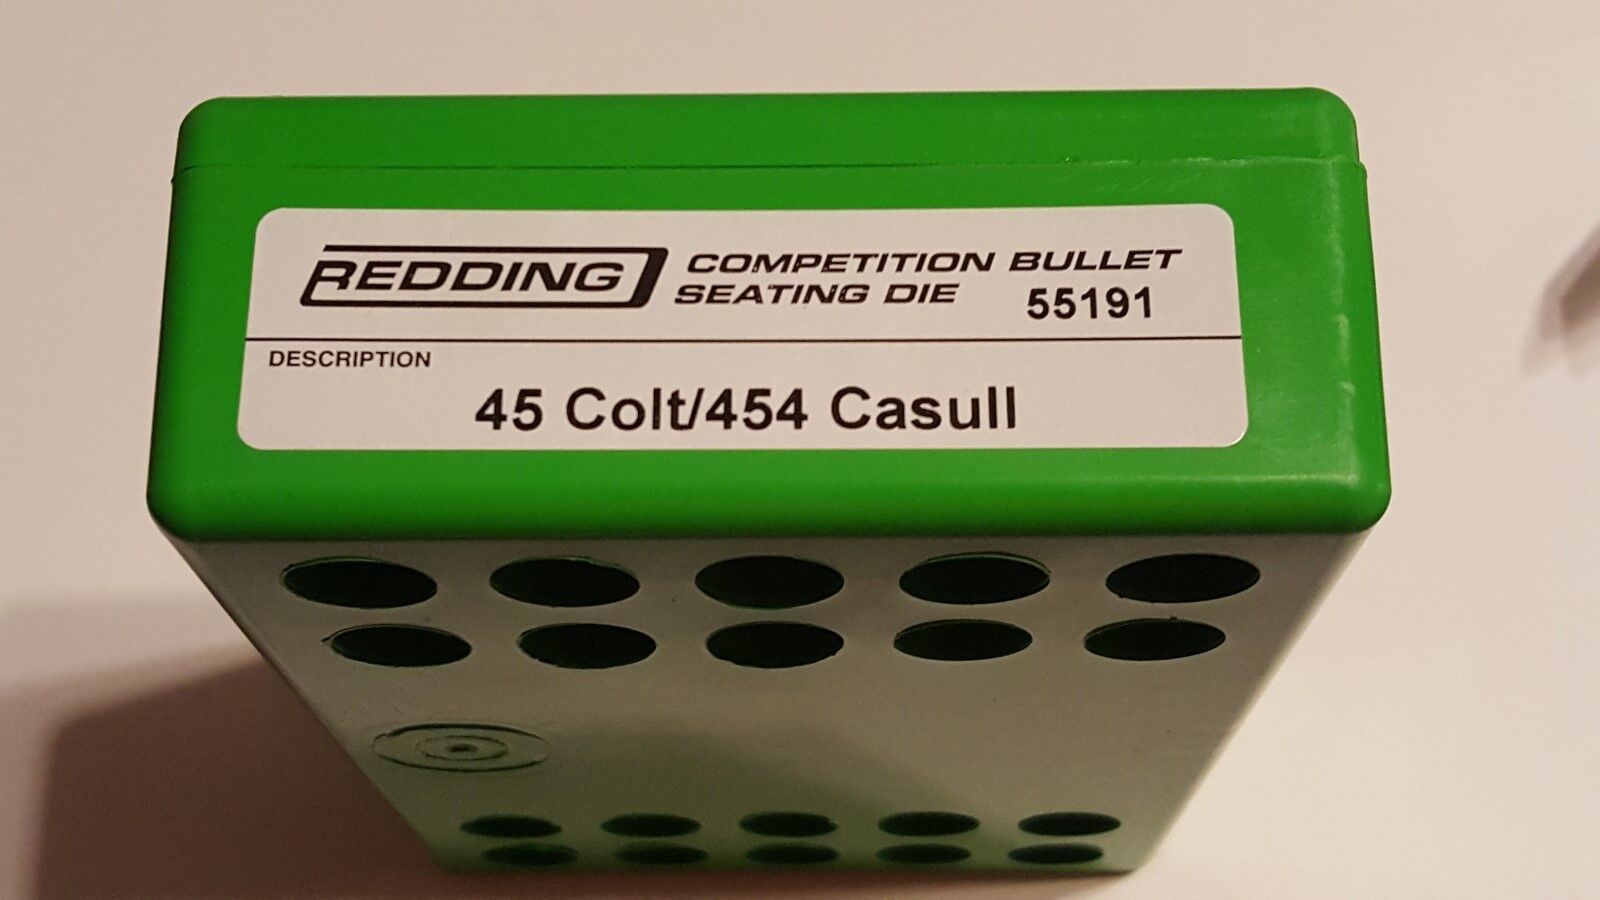 REDDING COMPETITION BULLET
SEATING DIE 55191
DESCRIPTION
45 Colt/454 Casull